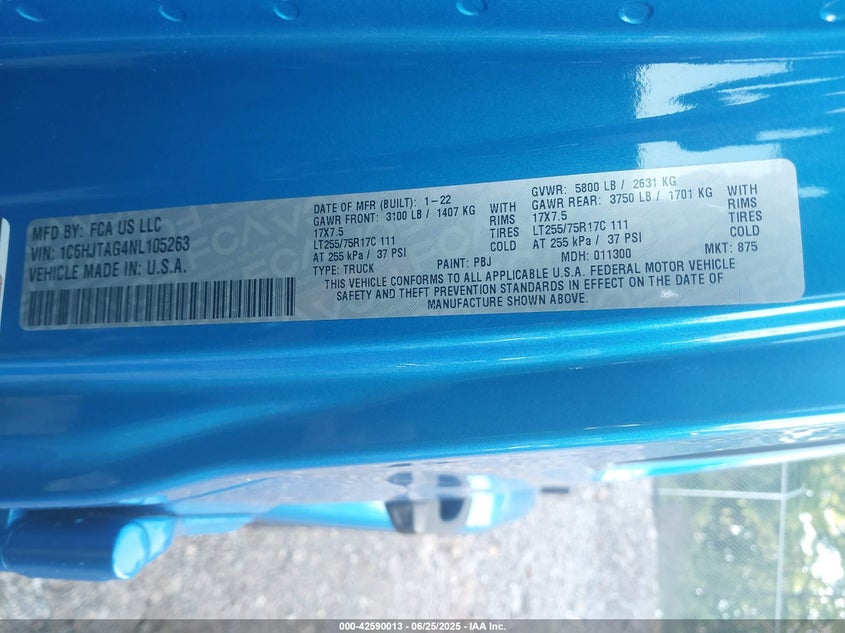 MFD BY: FCA US LLC
VIN: 1C6HJTAG4NL105263
VEHICLE MADE IN U.S.A.
DATE OF MFR (BUILT): 1-22
GAWR FRONT: 3100 LB / 1407 KG WITH
17X7.5 RIMS
LT255/75R17C 111 TIRES
AT 255 kPa / 37 PSI COLD
TYPE: TRUCK PAINT: PBJ
GVWR: 5800 LB / 2631 KG
GAWR REAR: 3750 LB / 1701 KG WITH
17X7.5 RIMS
LT255/75R17C 111 TIRES
AT 255 kPa / 37 PSI COLD
MDH: 011300 MKT: 875
THIS VEHICLE CONFORMS TO ALL APPLICABLE U.S.A. FEDERAL MOTOR VEHICLE
SAFETY AND THEFT PREVENTION STANDARDS IN EFFECT ON THE DATE OF
MANUFACTURE SHOWN ABOVE.
000-42590013 - 06/25/2025 - IAA Inc.